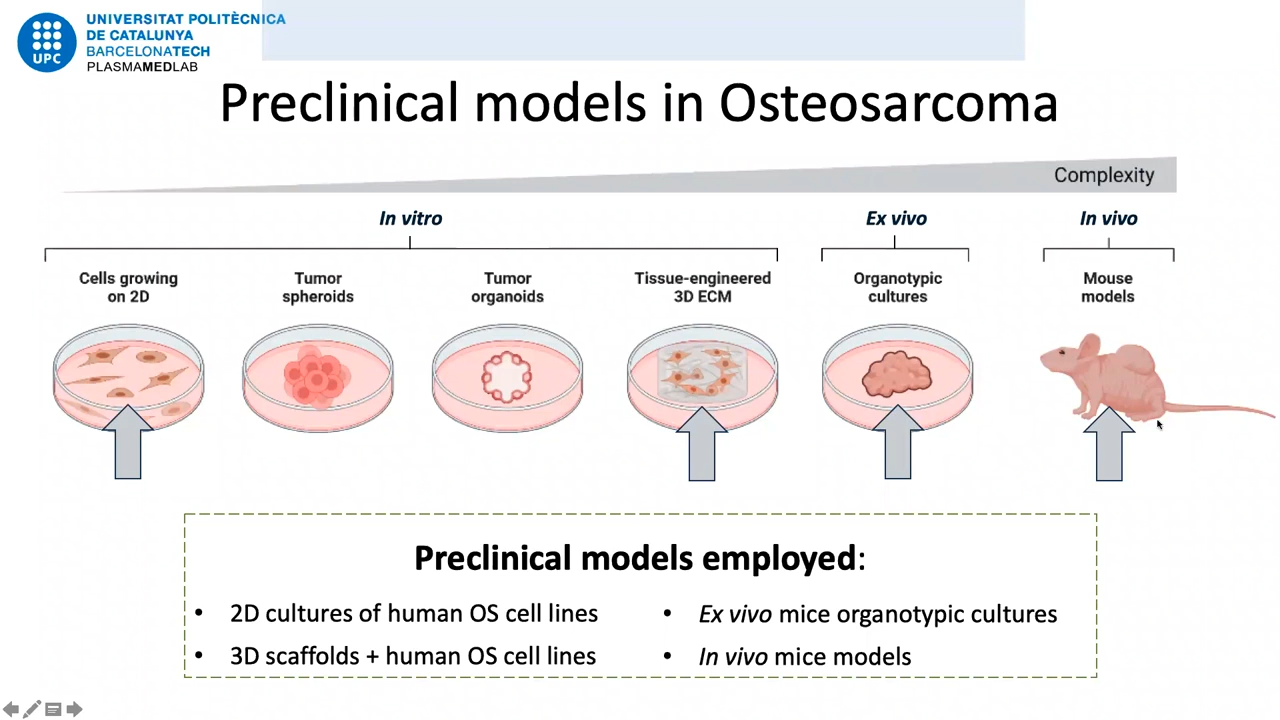 UNIVERSITAT POLITÈCNICA
DE CATALUNYA
BARCELONATECH
PLASMAMEDLAB
UPC
Preclinical models in Osteosarcoma
Complexity
In vitro
Ex vivo
In vivo
Cells growing
on 2D
Tumor
spheroids
Tumor
organoids
Tissue-engineered
3D ECM
Organotypic
cultures
Mouse
models
Preclinical models employed:
• 2D cultures of human OS cell lines
• 3D scaffolds + human OS cell lines
• Ex vivo mice organotypic cultures
• In vivo mice models